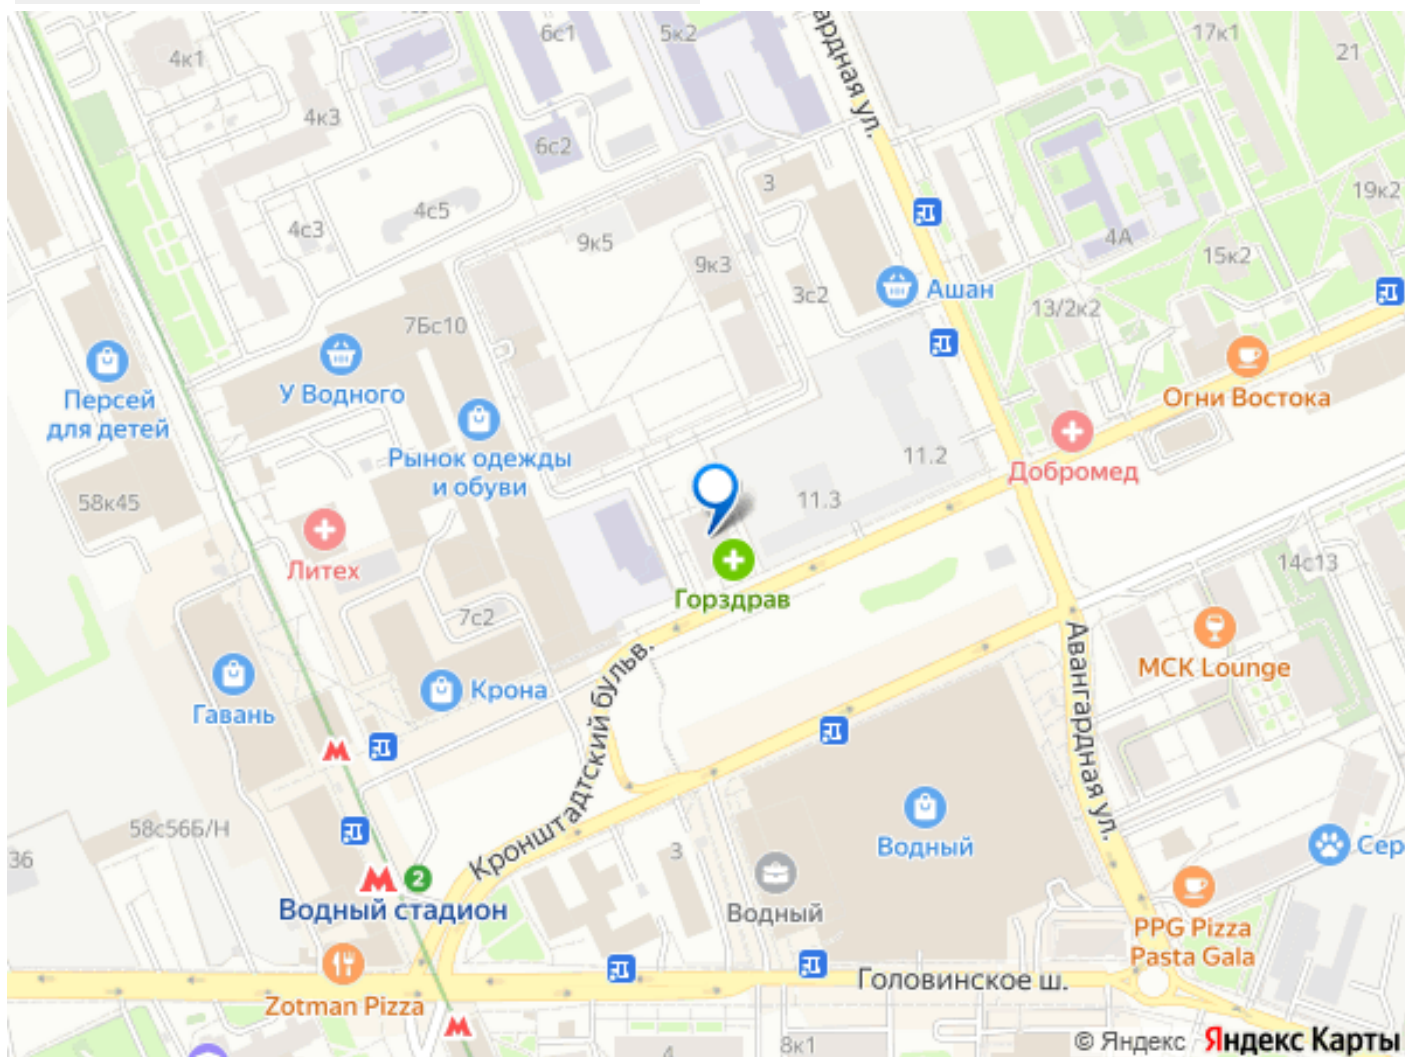 4к1
6с1
5к2
ардная ул.
17к1
21
4к3
6с2
3
19к2
4с5
4с3
9к5
9к3
4А
15к2
3с2
Ашан
13/2к2
7Бс10
У Водного
Персей
для детей
Огни Востока
Рынок одежды
и обуви
11.2
Добромед
58к45
11.3
Литех
Горздрав
14с13
7с2
МСК Lounge
Крона
Гавань
Кронштадтский бульв.
Авангардная ул.
58с56Б/Н
36
3
Водный
Сер
2
Водный стадион
Водный
PPG Pizza
Pasta Gala
Головинское ш.
Zotman Pizza
4
8к1
© Яндекс Яндекс Карты